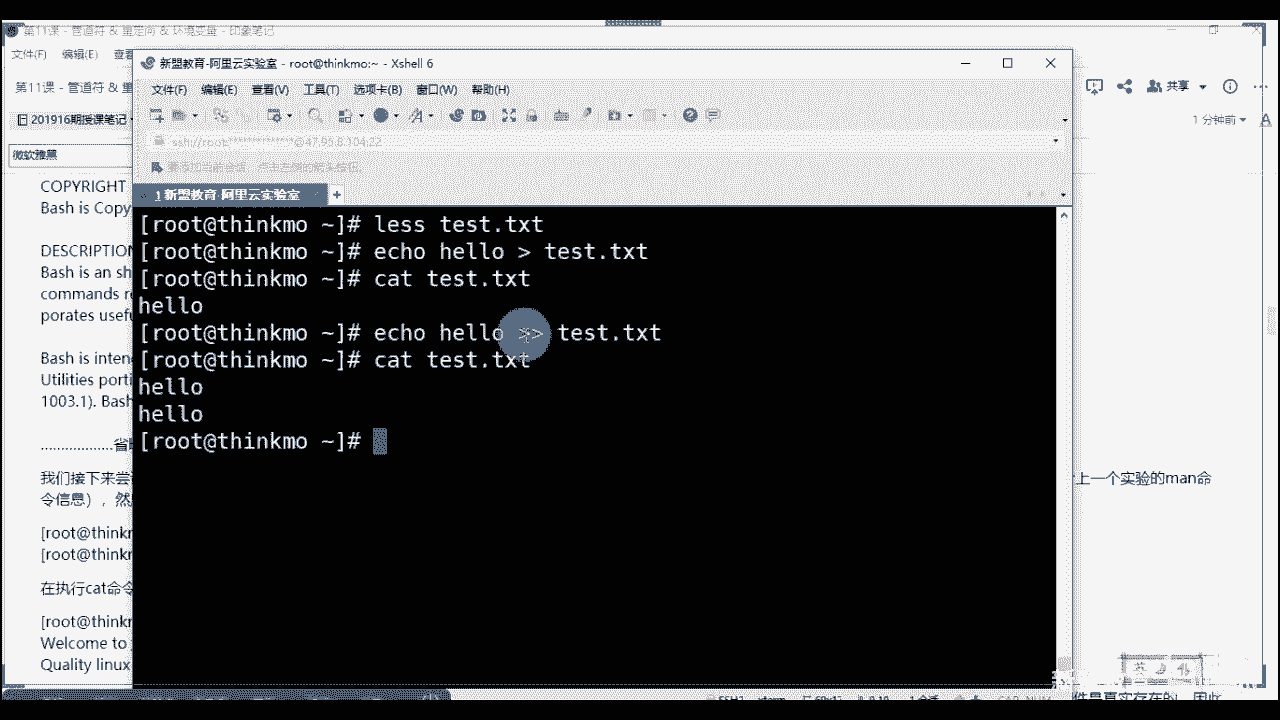 第11课 - 管道符 & 重定向 & 环境变量 - 印象笔记
文件(F) 编辑(E) 查看
第11课 - 管道符 & 重
共享
201916期授课笔记
1 分钟前
微软雅黑
新盟教育-阿里云实验室 - root@thinkmo:~ - Xshell 6
文件(F) 编辑(E) 查看(V) 工具(T) 选项卡(B) 窗口(W) 帮助(H)
ssh://root:***************@47.95.8.104:22
1 新盟教育-阿里云实验室
[root@thinkmo ~]# less test.txt
[root@thinkmo ~]# echo hello > test.txt
[root@thinkmo ~]# cat test.txt
hello
[root@thinkmo ~]# echo hello >> test.txt
[root@thinkmo ~]# cat test.txt
hello
hello
[root@thinkmo ~]#
COPYRIGHT
Bash is Copy
DESCRIPTION
Bash is an sh
commands re
porates usefu
Bash is inten
Utilities porti
1003.1). Bash
..................省
我们接下来尝
上一个实验的man命
令信息），然
[root@thinkm
[root@thinkm
在执行cat命令
[root@thinkm
Welcome to
Quality linux
件是真实存在的，因此